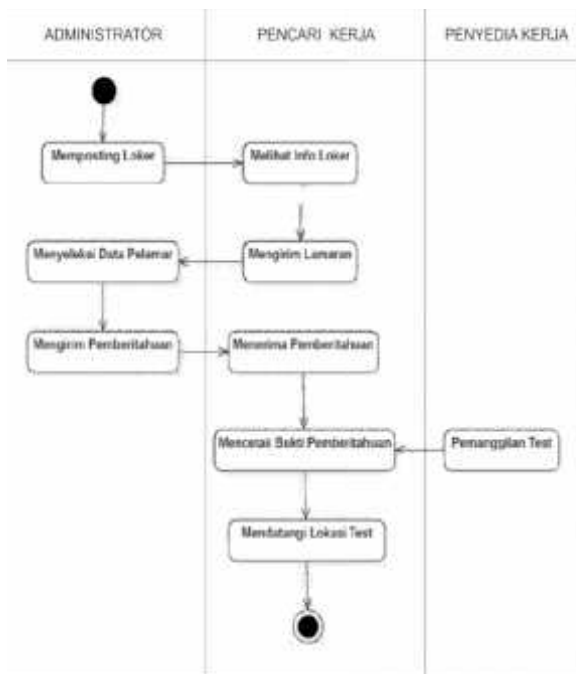 ADMINISTRATOR
PENCARI KERJA
PENYEDIA KERJA
Memposting Loker
Melihat Info Loker
Menyeleksi Data Pelamar
Mengirim Lamaran
Mengirim Pemberitahuan
Menerima Pemberitahuan
Mencetak Bukti Pemberitahuan
Pemanggilan Test
Mendatangi Lokasi Test